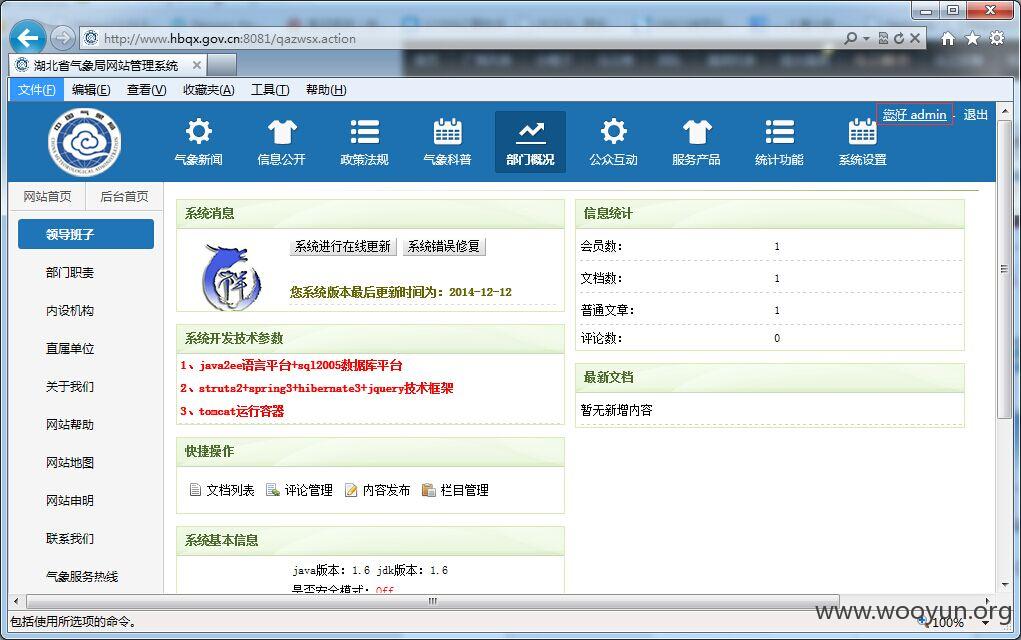 http://www.hbqx.gov.cn:8081/qazwsx.action
湖北省气象局网站管理系统
文件(F) 编辑(E) 查看(V) 收藏夹(A) 工具(T) 帮助(H)
您好 admin 退出
气象新闻 信息公开 政策法规 气象科普 部门概况 公众互动 服务产品 统计功能 系统设置
网站首页 后台首页
领导班子
部门职责
内设机构
直属单位
关于我们
网站帮助
网站地图
网站申明
联系我们
气象服务热线
系统消息
系统进行在线更新 系统错误修复
您系统版本最后更新时间为：2014-12-12
系统开发技术参数
1、java2ee语言平台+sql2005数据库平台
2、struts2+spring3+hibernate3+jquery技术框架
3、tomcat运行容器
快捷操作
文档列表 评论管理 内容发布 栏目管理
系统基本信息
java版本：1.6 jdk版本：1.6
是否安全模式：Off
信息统计
会员数： 1
文档数： 1
普通文章： 1
评论数： 0
最新文档
暂无新增内容
www.wooyun.org
包括使用所选项的命令。
100%